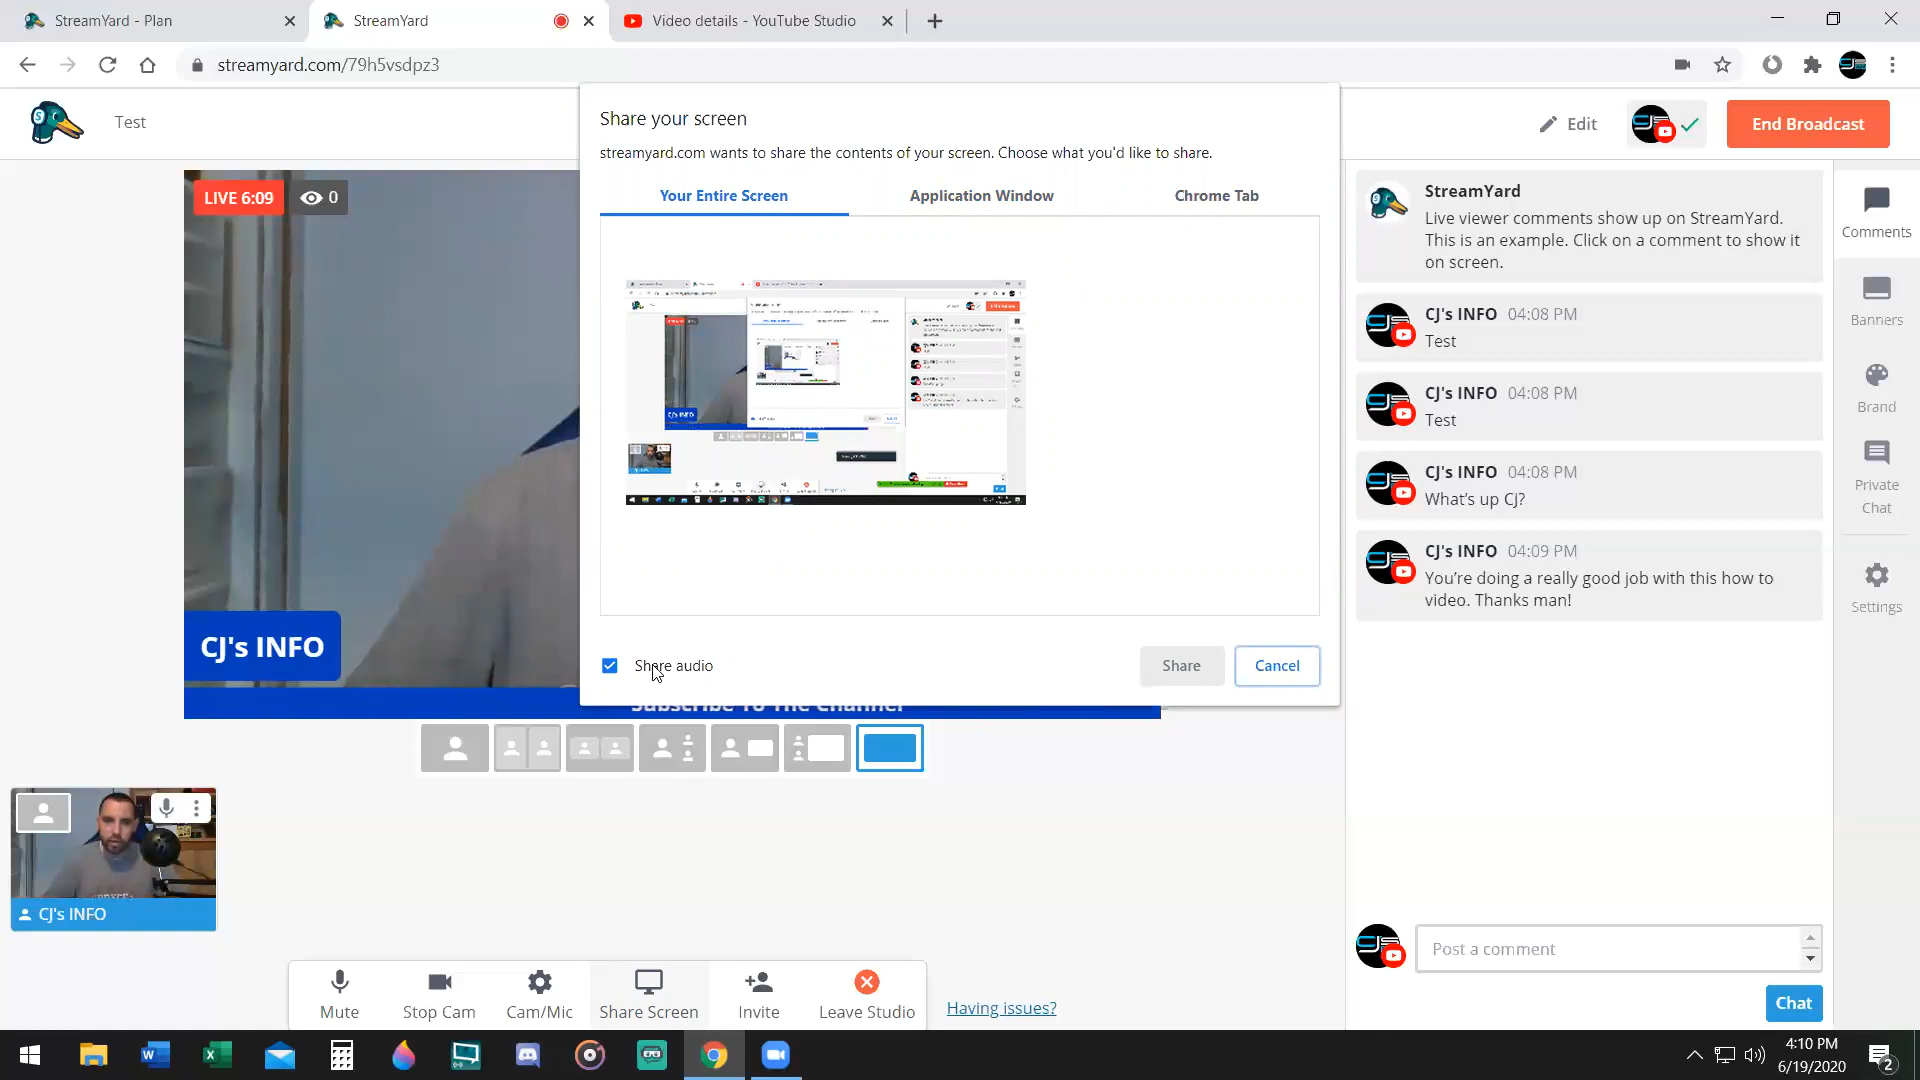 StreamYard - Plan
StreamYard
Video details - YouTube Studio
streamyard.com/79h5vsdpz3
Test
Edit
End Broadcast
LIVE 6:09
0
CJ's INFO
Share your screen
streamyard.com wants to share the contents of your screen. Choose what you'd like to share.
Your Entire Screen
Application Window
Chrome Tab
Share audio
Share
Cancel
Subscribe To The Channel
StreamYard
Live viewer comments show up on StreamYard.
This is an example. Click on a comment to show it
on screen.
CJ's INFO 04:08 PM
Test
CJ's INFO 04:08 PM
Test
CJ's INFO 04:08 PM
What's up CJ?
CJ's INFO 04:09 PM
You're doing a really good job with this how to
video. Thanks man!
Comments
Banners
Brand
Private
Chat
Settings
CJ's INFO
Mute
Stop Cam
Cam/Mic
Share Screen
Invite
Leave Studio
Having issues?
Post a comment
Chat
4:10 PM
6/19/2020
2